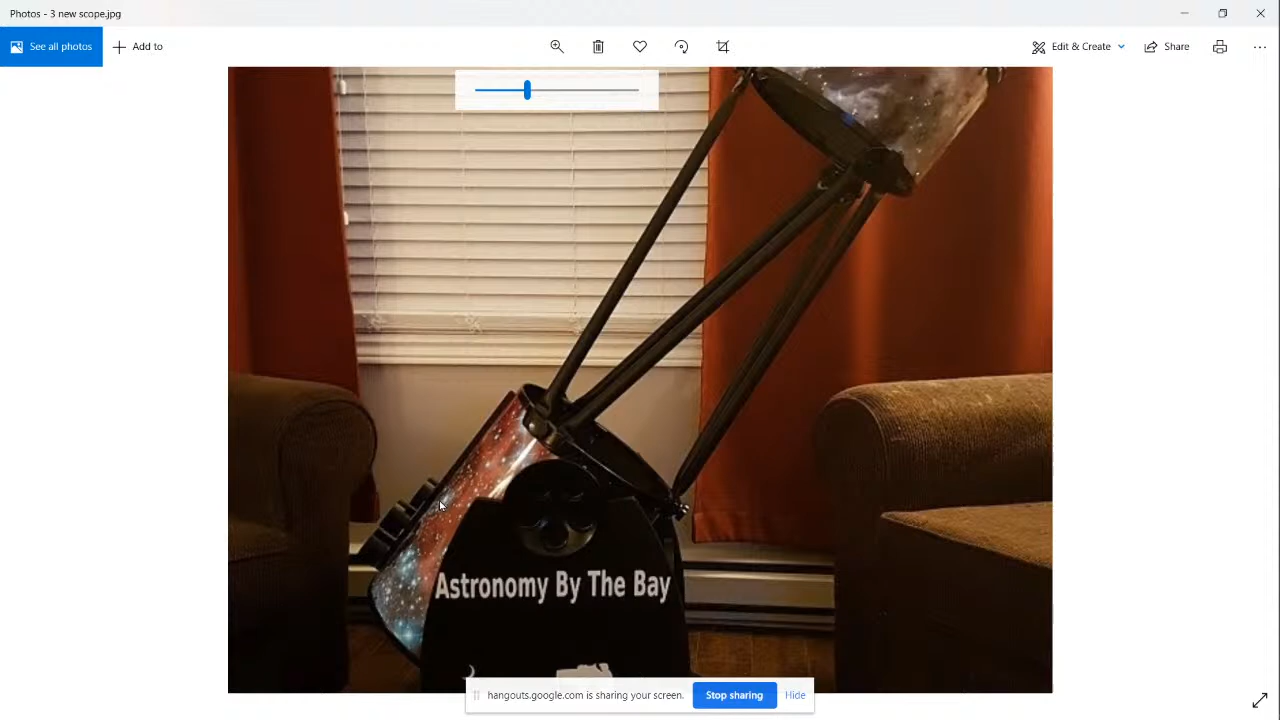 Photos - 3 new scope.jpg
See all photos
Add to
Edit & Create
Share
Astronomy By The Bay
hangouts.google.com is sharing your screen.
Stop sharing
Hide